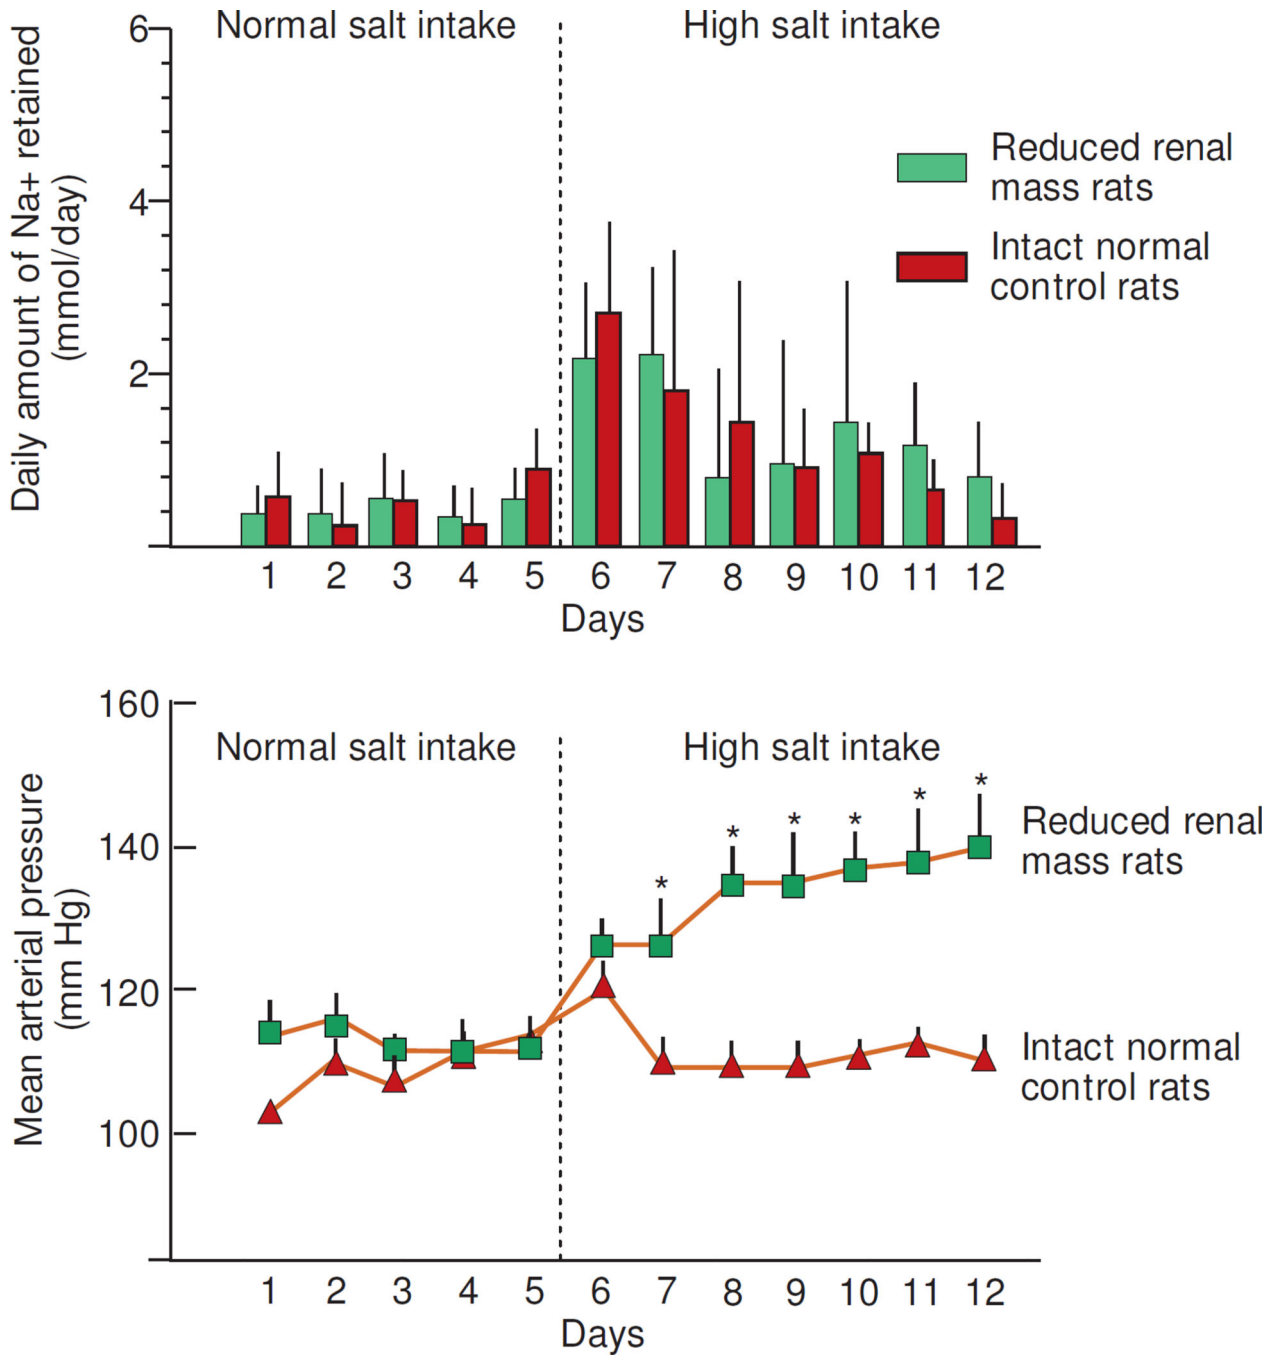 Normal salt intake
High salt intake
Daily amount of Na+ retained
(mmol/day)
6
4
2
Reduced renal
mass rats
Intact normal
control rats
1 2 3 4 5 6 7 8 9 10 11 12
Days
Normal salt intake
High salt intake
Mean arterial pressure
(mm Hg)
160
140
120
100
* * * * * *
Reduced renal
mass rats
Intact normal
control rats
1 2 3 4 5 6 7 8 9 10 11 12
Days